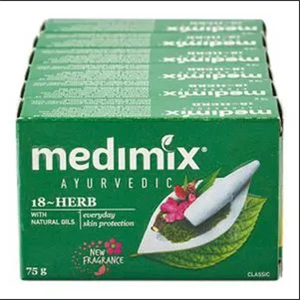 medimix
AYURVEDIC
18~HERB
WITH
NATURAL OILS
everyday
skin protection
NEW
FRAGRANCE
75 g
CLASSIC